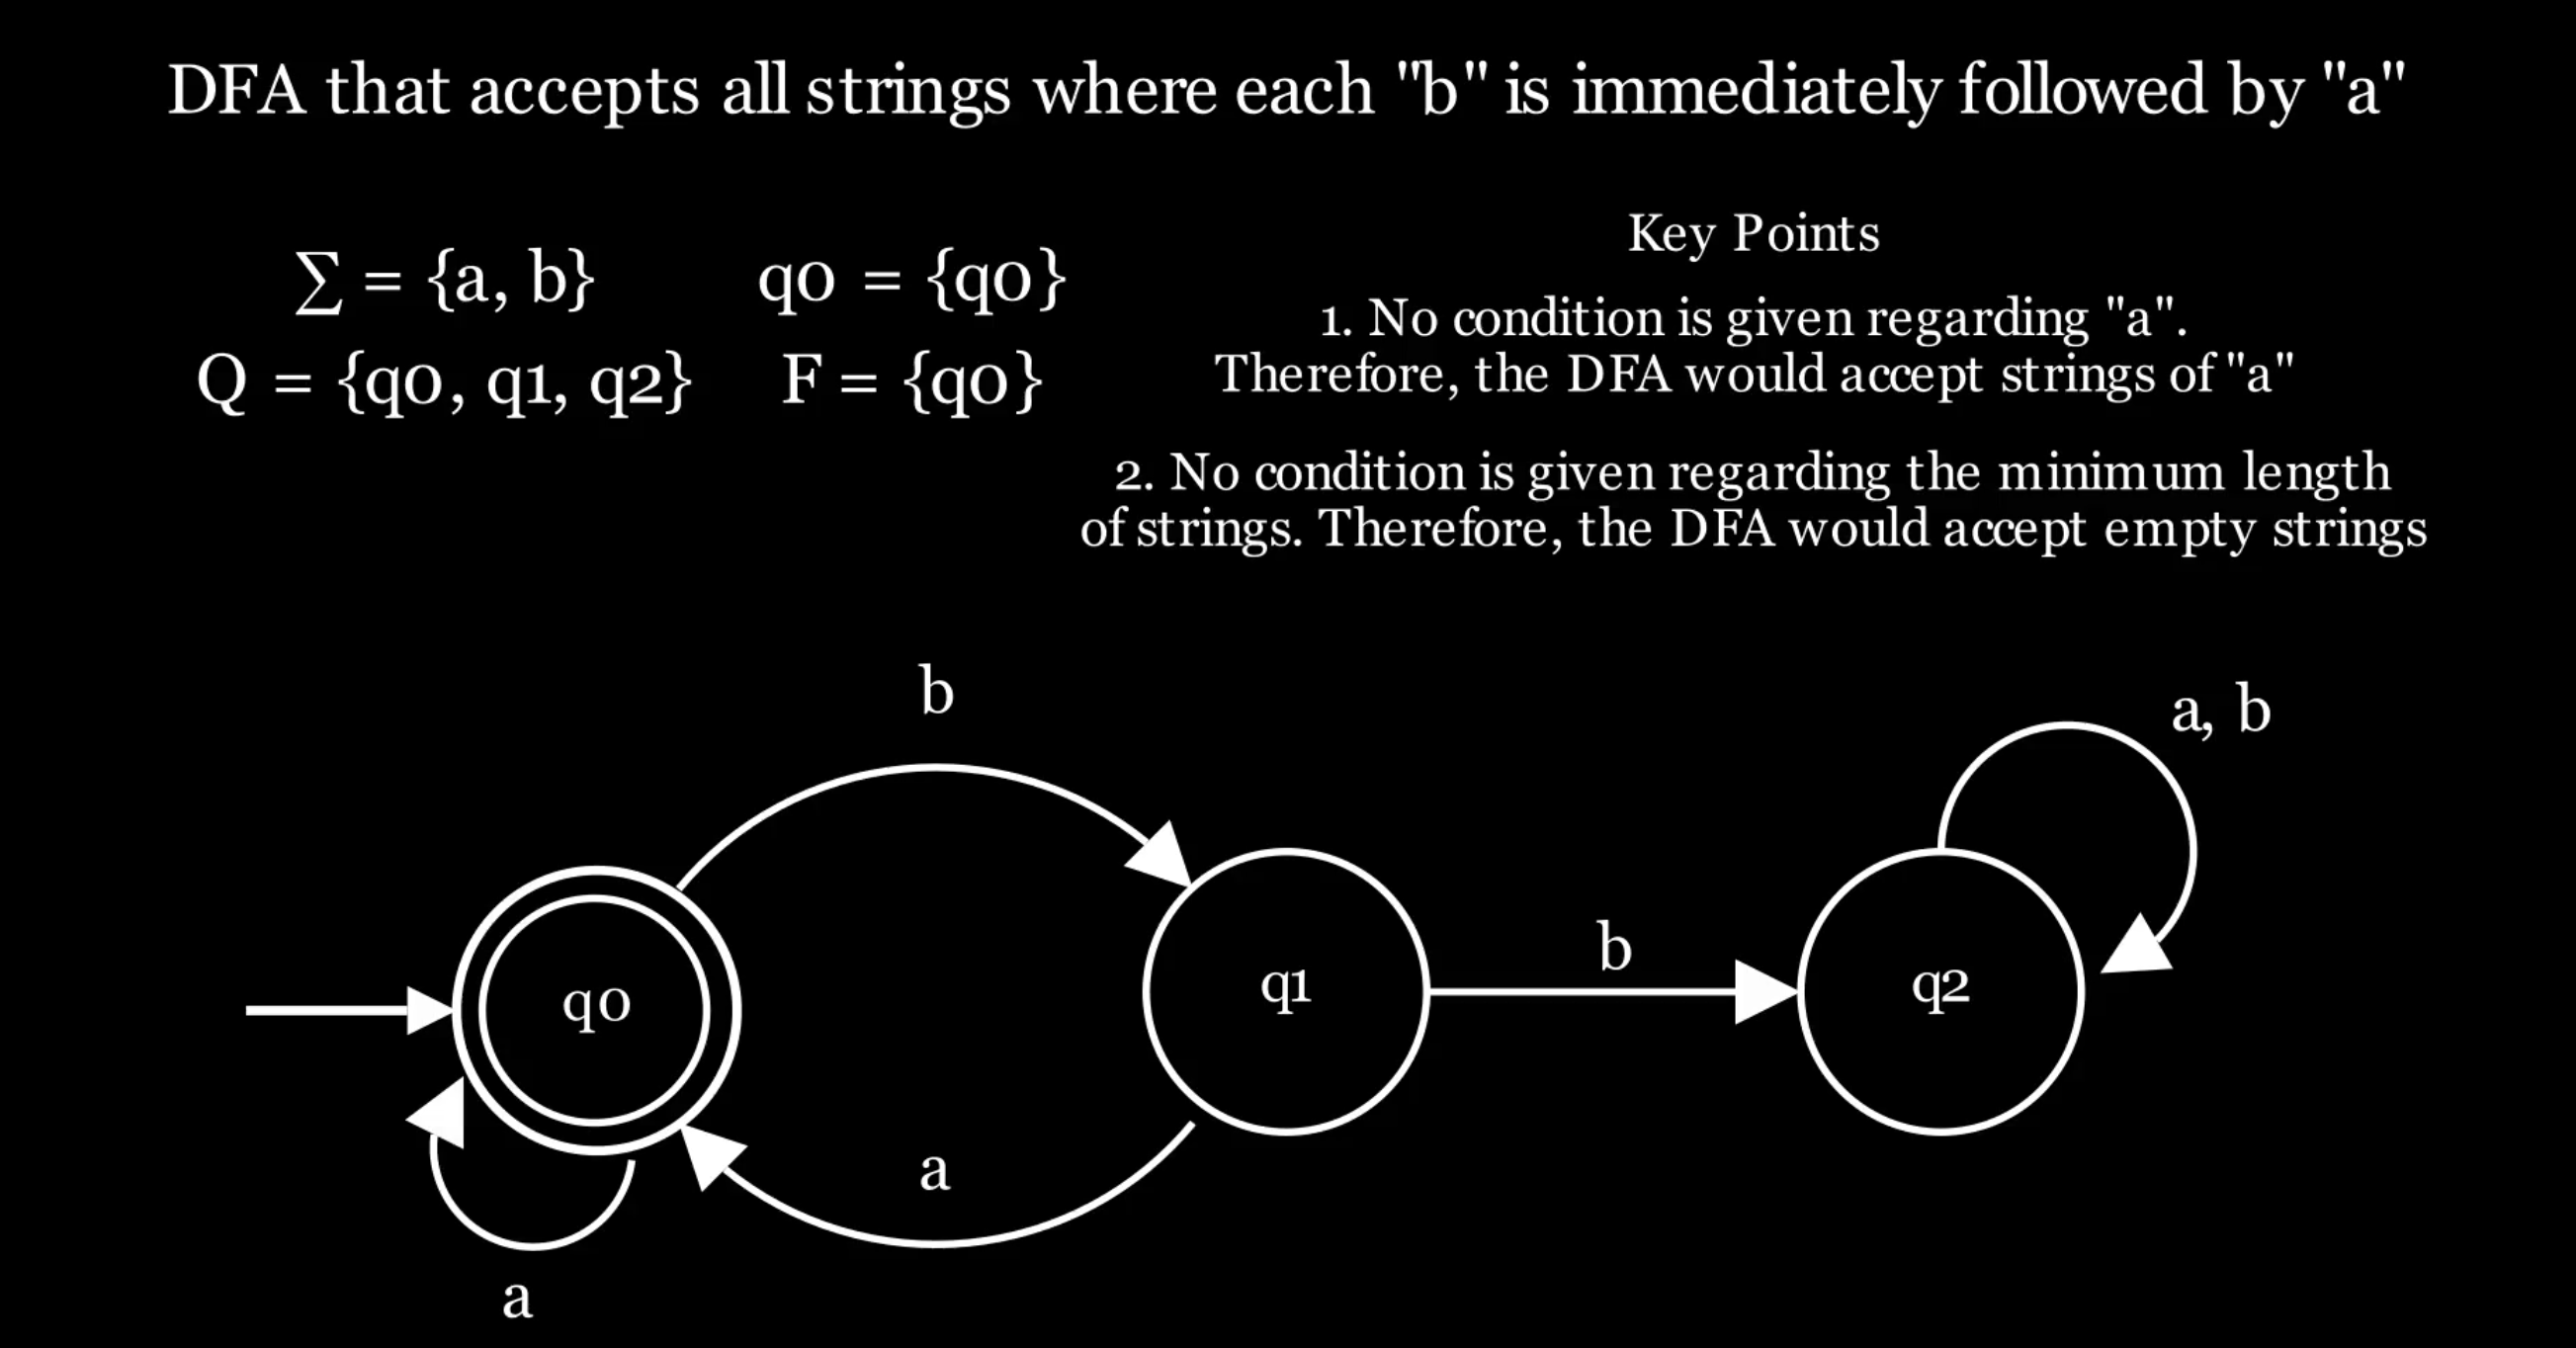 DFA that accepts all strings where each "b" is immediately followed by "a"
∑ = {a, b}
q0 = {q0}
Q = {q0, q1, q2}
F = {q0}
Key Points
1. No condition is given regarding "a".
Therefore, the DFA would accept strings of "a"
2. No condition is given regarding the minimum length
of strings. Therefore, the DFA would accept empty strings
b
a, b
b
q0
q1
q2
a
a